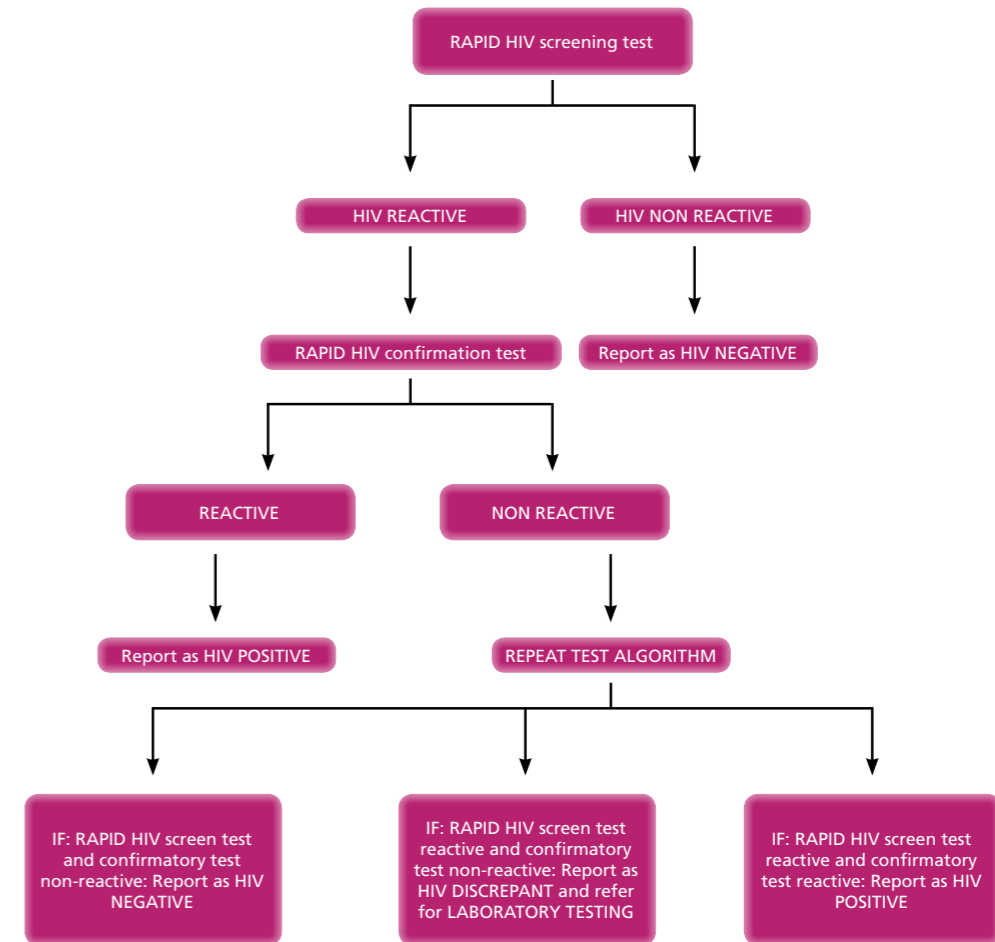 RAPID HIV screening test
HIV REACTIVE
HIV NON REACTIVE
RAPID HIV confirmation test
Report as HIV NEGATIVE
REACTIVE
NON REACTIVE
Report as HIV POSITIVE
REPEAT TEST ALGORITHM
IF: RAPID HIV screen test
and confirmatory test
non-reactive: Report as HIV
NEGATIVE
IF: RAPID HIV screen test
reactive and confirmatory
test non-reactive: Report as
HIV DISCREPANT and refer
for LABORATORY TESTING
IF: RAPID HIV screen test
reactive and confirmatory
test reactive: Report as HIV
POSITIVE